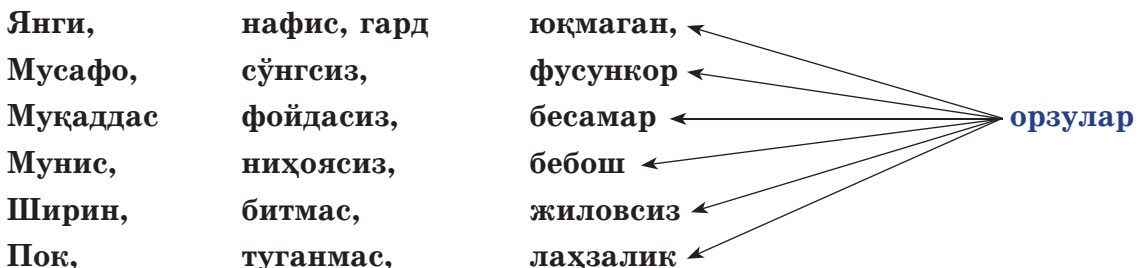 Янги, нафис, гард юқмаган,
Мусафо, сўнгсиз, фусункор
Муқаддас фойдасиз, бесамар орзулар
Мунис, ниҳоясиз, бебош
Ширин, битмас, жиловсиз
Пок, туганмас, лаҳзалик